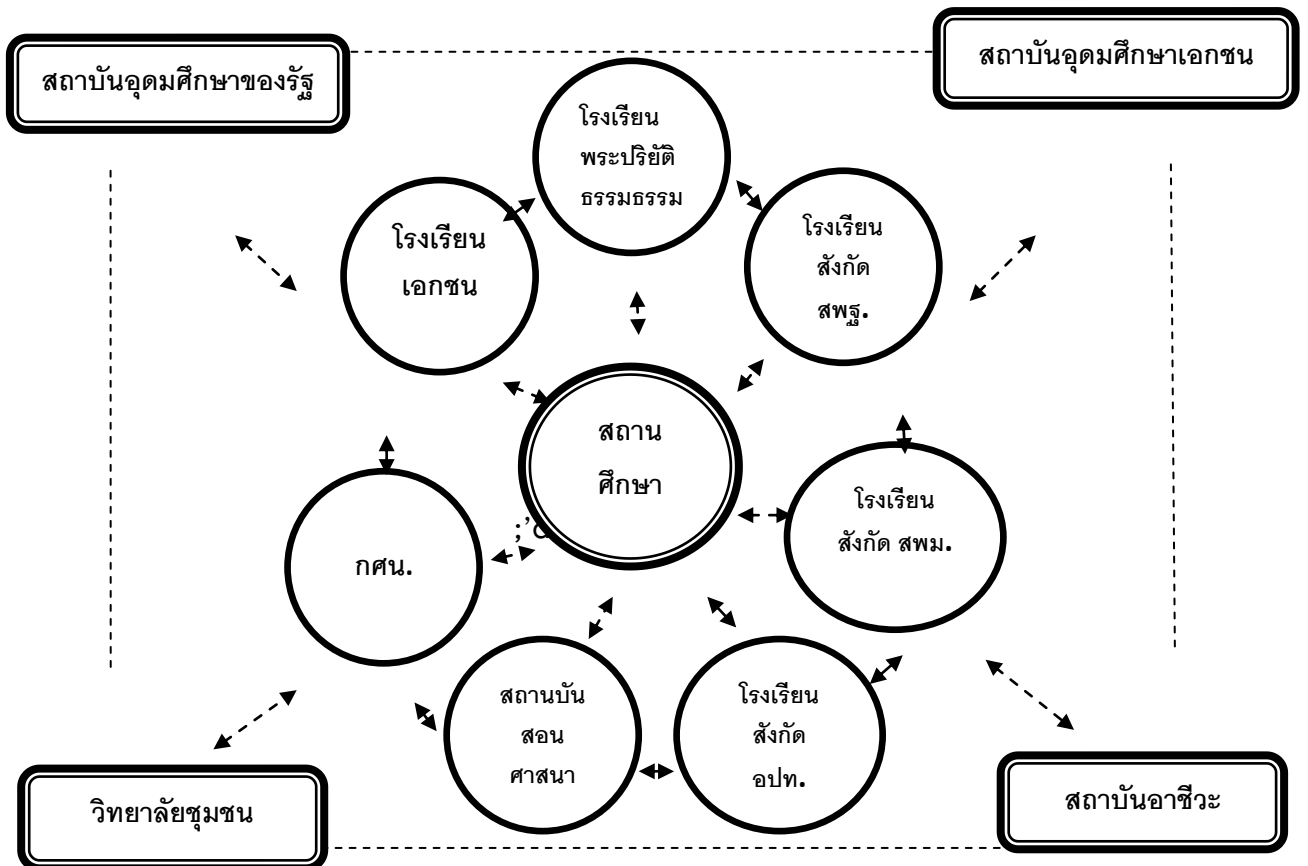 สถาบันอุดมศึกษาของรัฐ
สถาบันอุดมศึกษาเอกชน
โรงเรียน
พระปริยัติ
ธรรมธรรม
โรงเรียน
เอกชน
โรงเรียน
สังกัด
สพฐ.
สถาน
ศึกษา
โรงเรียน
สังกัด สพม.
กศน.
สถานบัน
สอน
ศาสนา
โรงเรียน
สังกัด
อปท.
วิทยาลัยชุมชน
สถาบันอาชีวะ